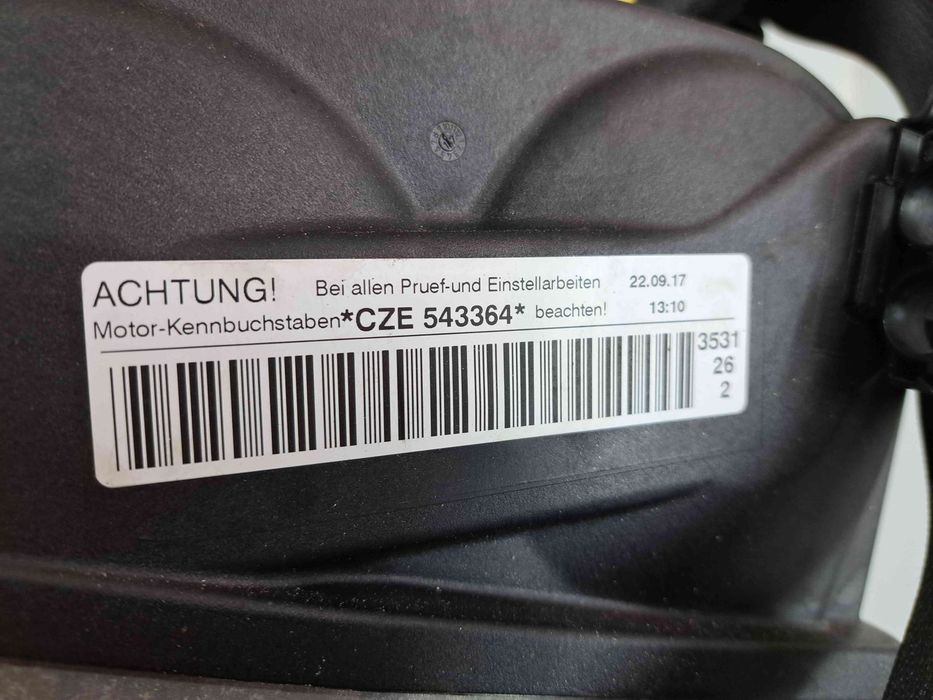 ACHTUNG! Bei allen Pruef-und Einstellarbeiten 22.09.17
Motor-Kennbuchstaben*CZE 543364* beachten! 13:10
3531
26
2